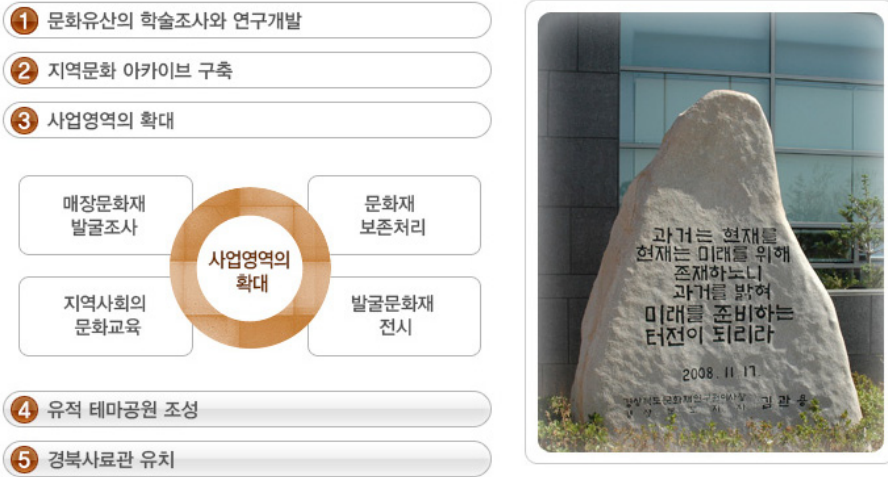 1 문화유산의 학술조사와 연구개발
2 지역문화 아카이브 구축
3 사업영역의 확대
매장문화재
발굴조사
문화재
보존처리
사업영역의
확대
지역사회의
문화교육
발굴문화재
전시
4 유적 테마공원 조성
5 경북사료관 유치
과거는 현재를
현재는 미래를 위해
존재하느니
과거를 밝혀
미래를 준비하는
터전이 되리라
2008. 11 17.
김관용